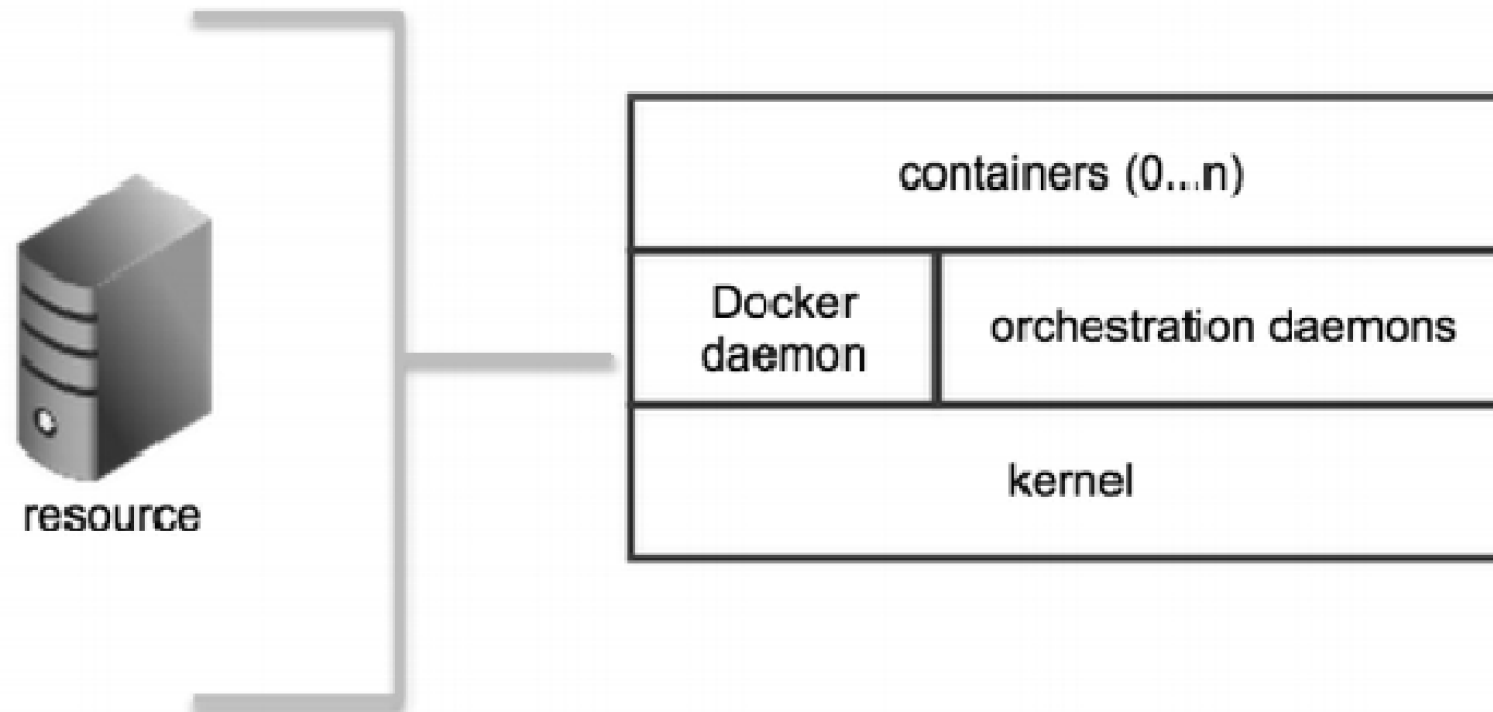 resource
containers (0...n)
Docker
daemon
orchestration daemons
kernel